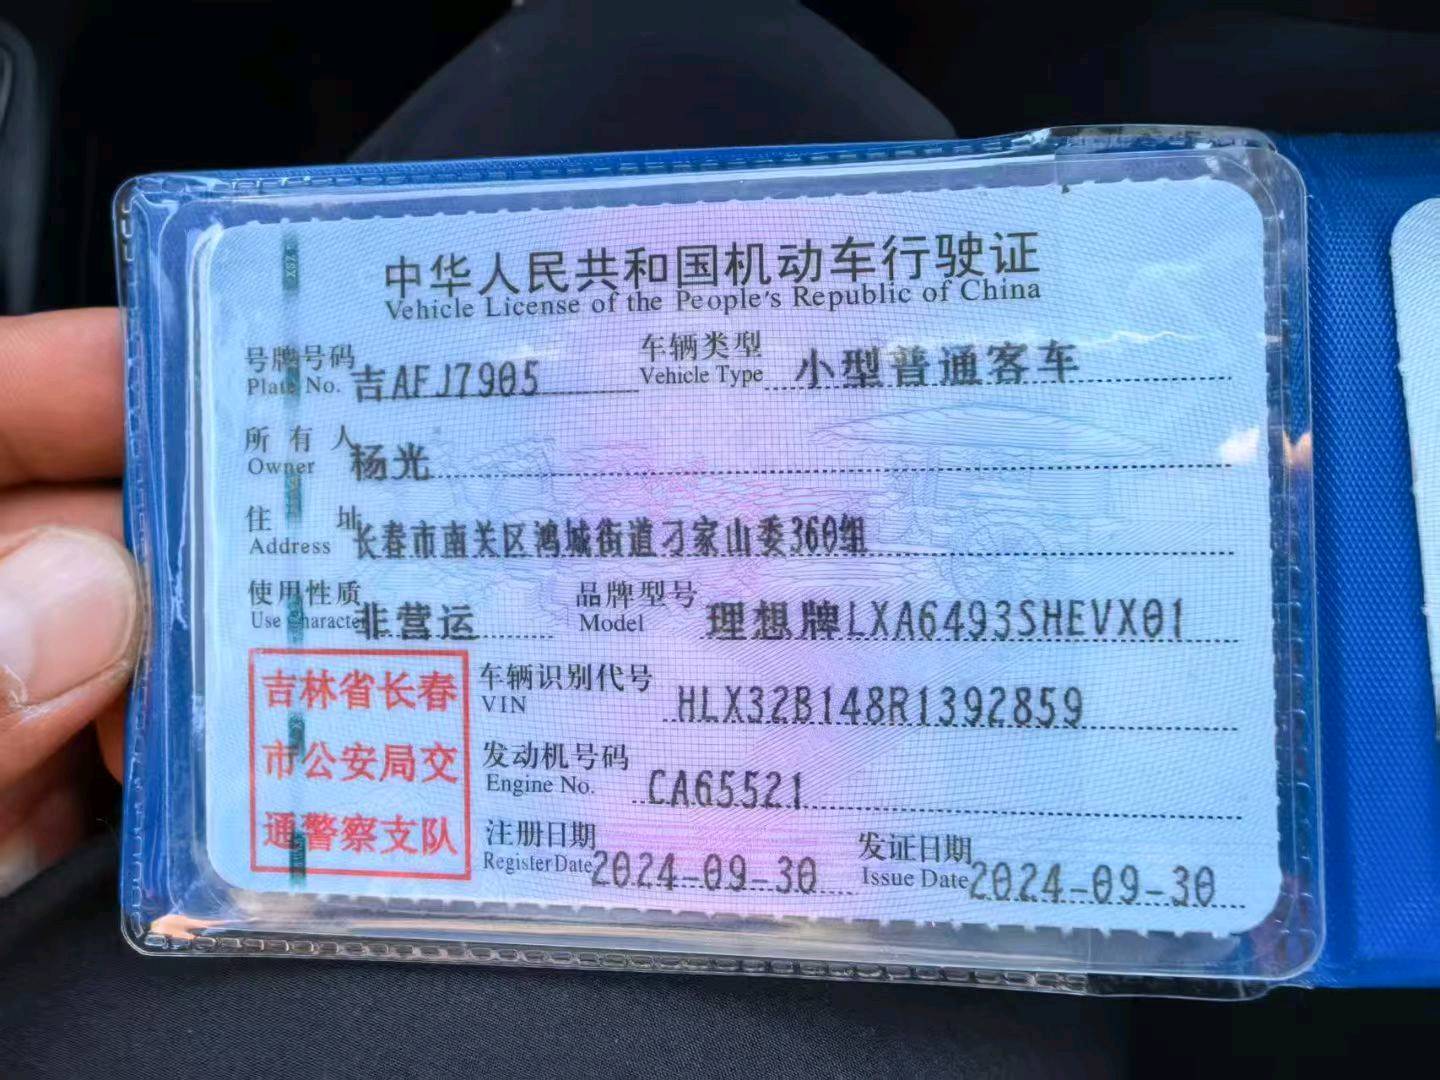 中华人民共和国机动车行驶证
Vehicle License of the People's Republic of China
号牌号码 吉AFJ7905 车辆类型 小型普通客车
Plate No. Vehicle Type
所有人 杨光
Owner
住址 长春市南关区鸿城街道刁家山委360组
Address
使用性质 非营运 品牌型号 理想牌LXA6493SHEVX01
Use Character Model
吉林省长春
市公安局交
通警察支队
车辆识别代号 HLX32B148R1392859
VIN
发动机号码 CA65521
Engine No.
注册日期 2024-09-30 发证日期 2024-09-30
Register Date Issue Date